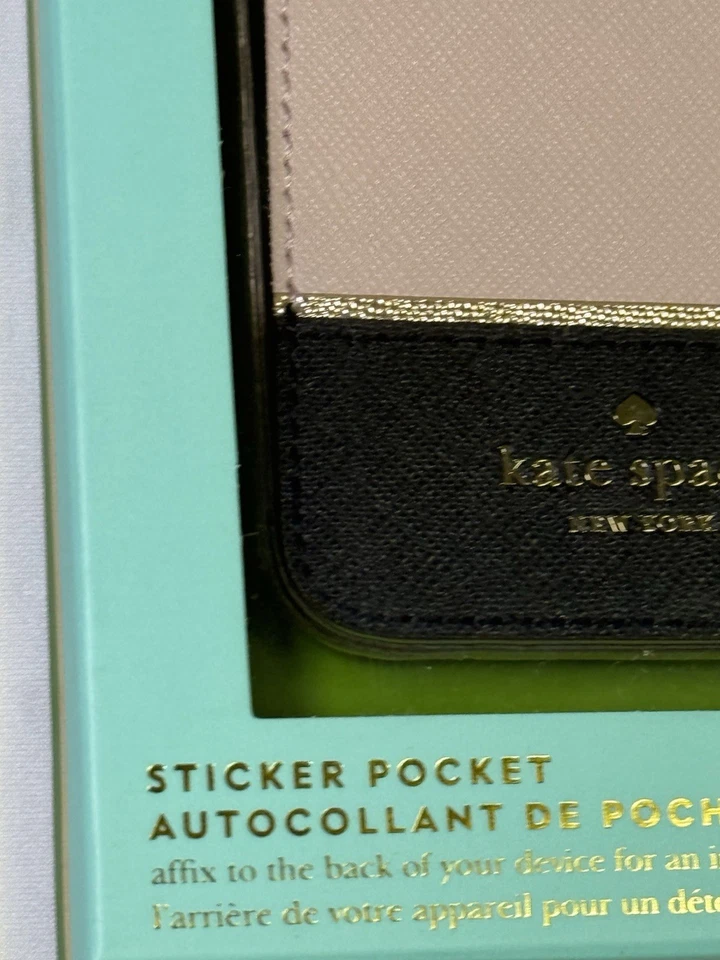 kate spa
NEW YORK
STICKER POCKET
AUTOCOLLANT DE POCH
affix to the back of your device for an i
l'arrière de votre appareil pour un déte